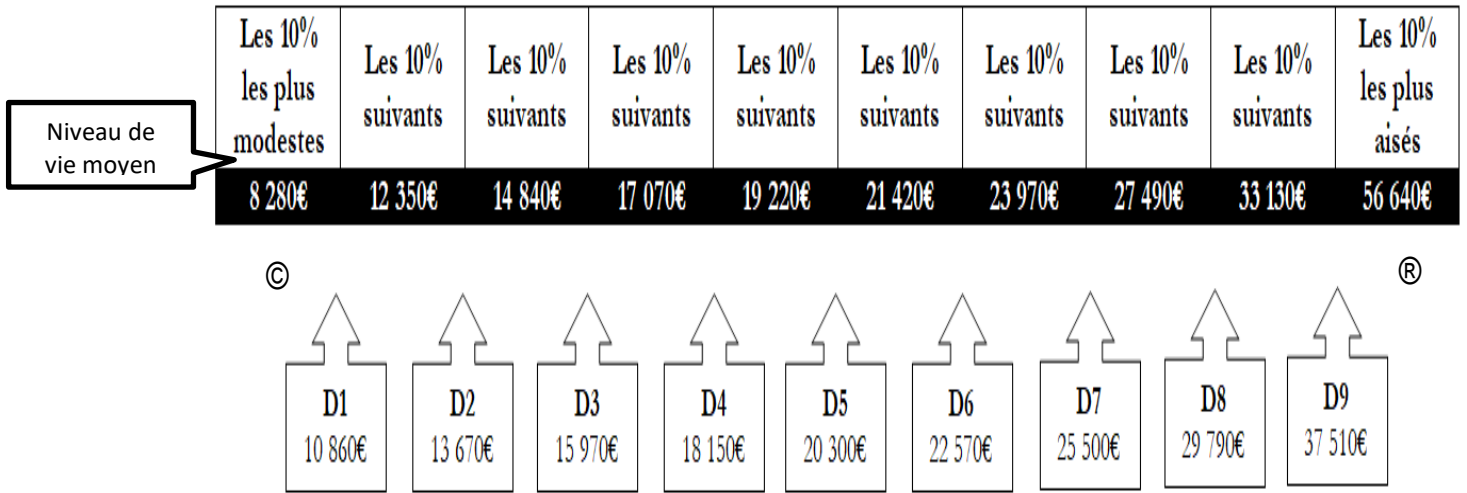 Les 10%
les plus
modestes
Les 10%
suivants
Les 10%
suivants
Les 10%
suivants
Les 10%
suivants
Les 10%
suivants
Les 10%
suivants
Les 10%
suivants
Les 10%
suivants
Les 10%
les plus
aisés
Niveau de
vie moyen
8 280€ 12 350€ 14 840€ 17 070€ 19 220€ 21 420€ 23 970€ 27 490€ 33 130€ 56 640€
© ®
D1
10 860€
D2
13 670€
D3
15 970€
D4
18 150€
D5
20 300€
D6
22 570€
D7
25 500€
D8
29 790€
D9
37 510€